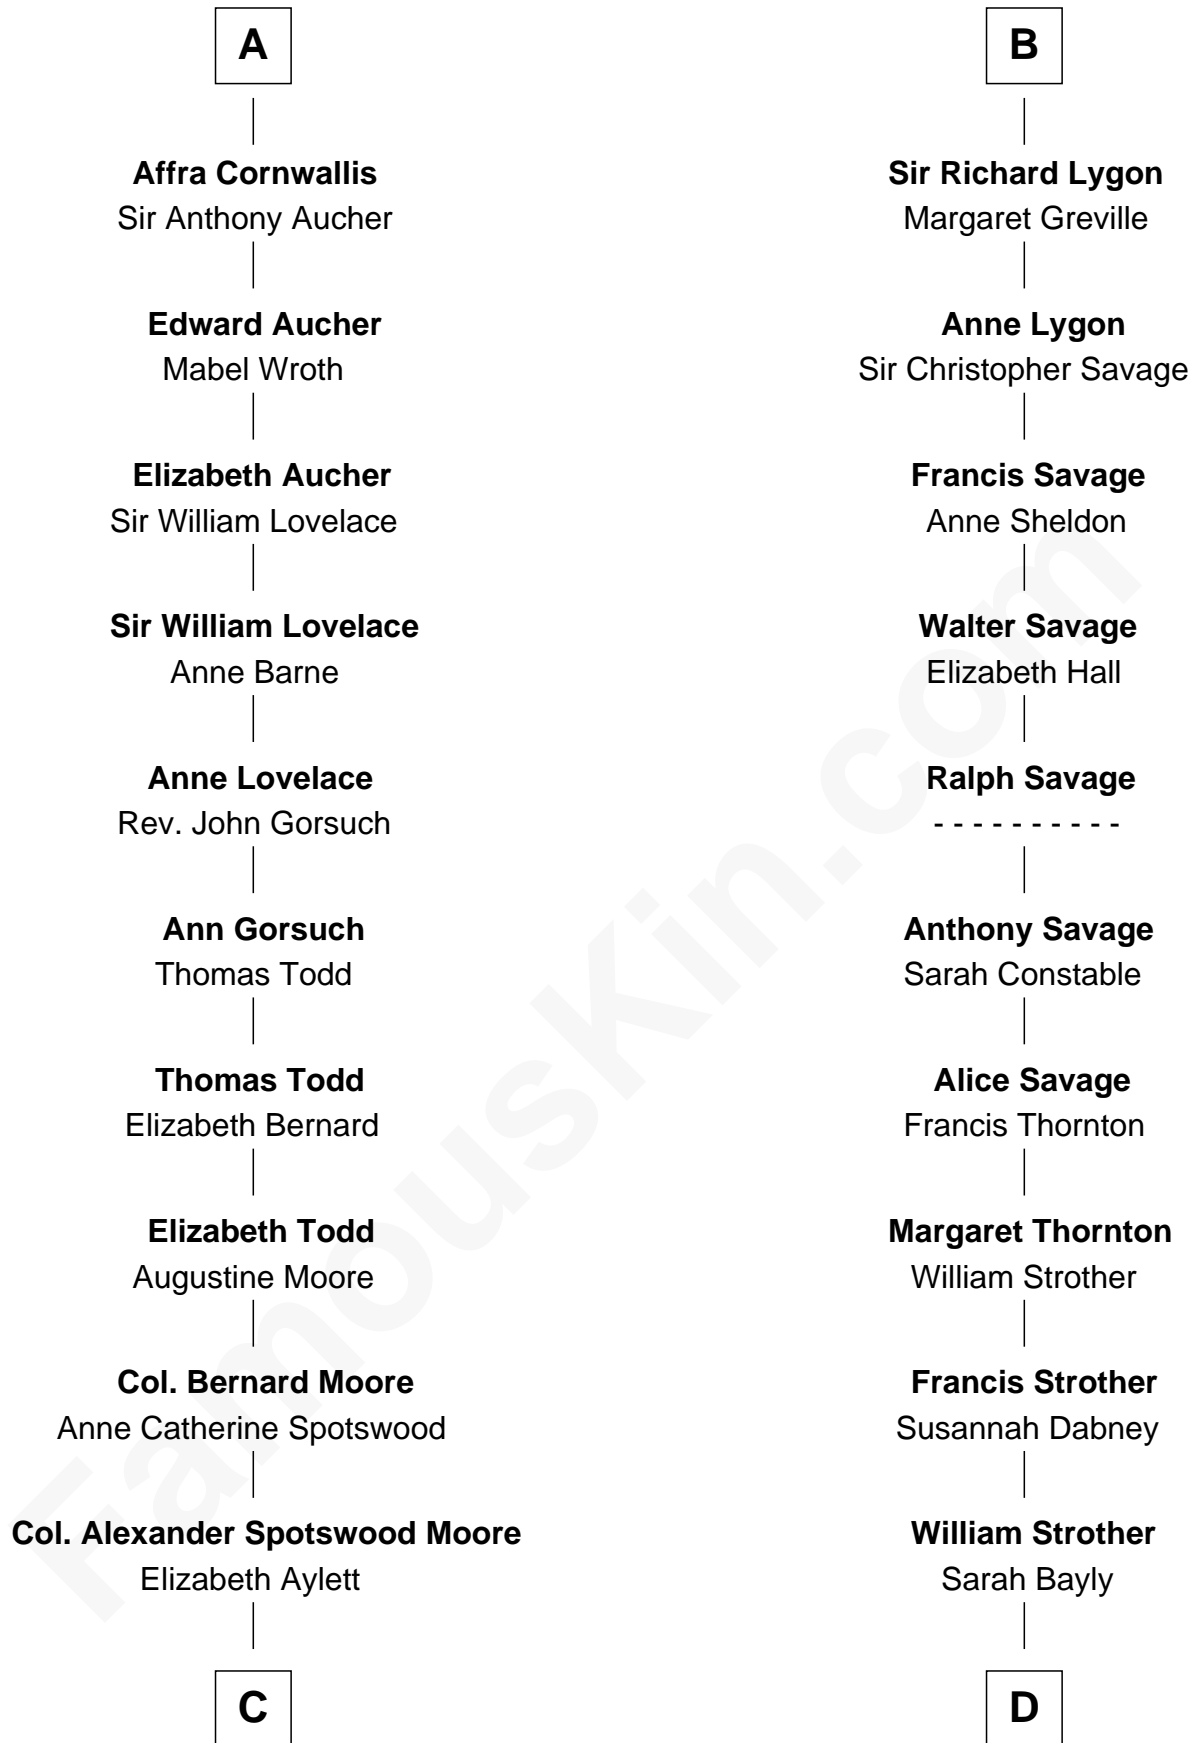 A
Affra Cornwallis
Sir Anthony Aucher
Edward Aucher
Mabel Wroth
Elizabeth Aucher
Sir William Lovelace
Sir William Lovelace
Anne Barne
Anne Lovelace
Rev. John Gorsuch
Ann Gorsuch
Thomas Todd
Thomas Todd
Elizabeth Bernard
Elizabeth Todd
Augustine Moore
Col. Bernard Moore
Anne Catherine Spotswood
Col. Alexander Spotswood Moore
Elizabeth Aylett
C
B
Sir Richard Lygon
Margaret Greville
Anne Lygon
Sir Christopher Savage
Francis Savage
Anne Sheldon
Walter Savage
Elizabeth Hall
Ralph Savage
- - - - - - - - - -
Anthony Savage
Sarah Constable
Alice Savage
Francis Thornton
Margaret Thornton
William Strother
Francis Strother
Susannah Dabney
William Strother
Sarah Bayly
D
FamousKin.com